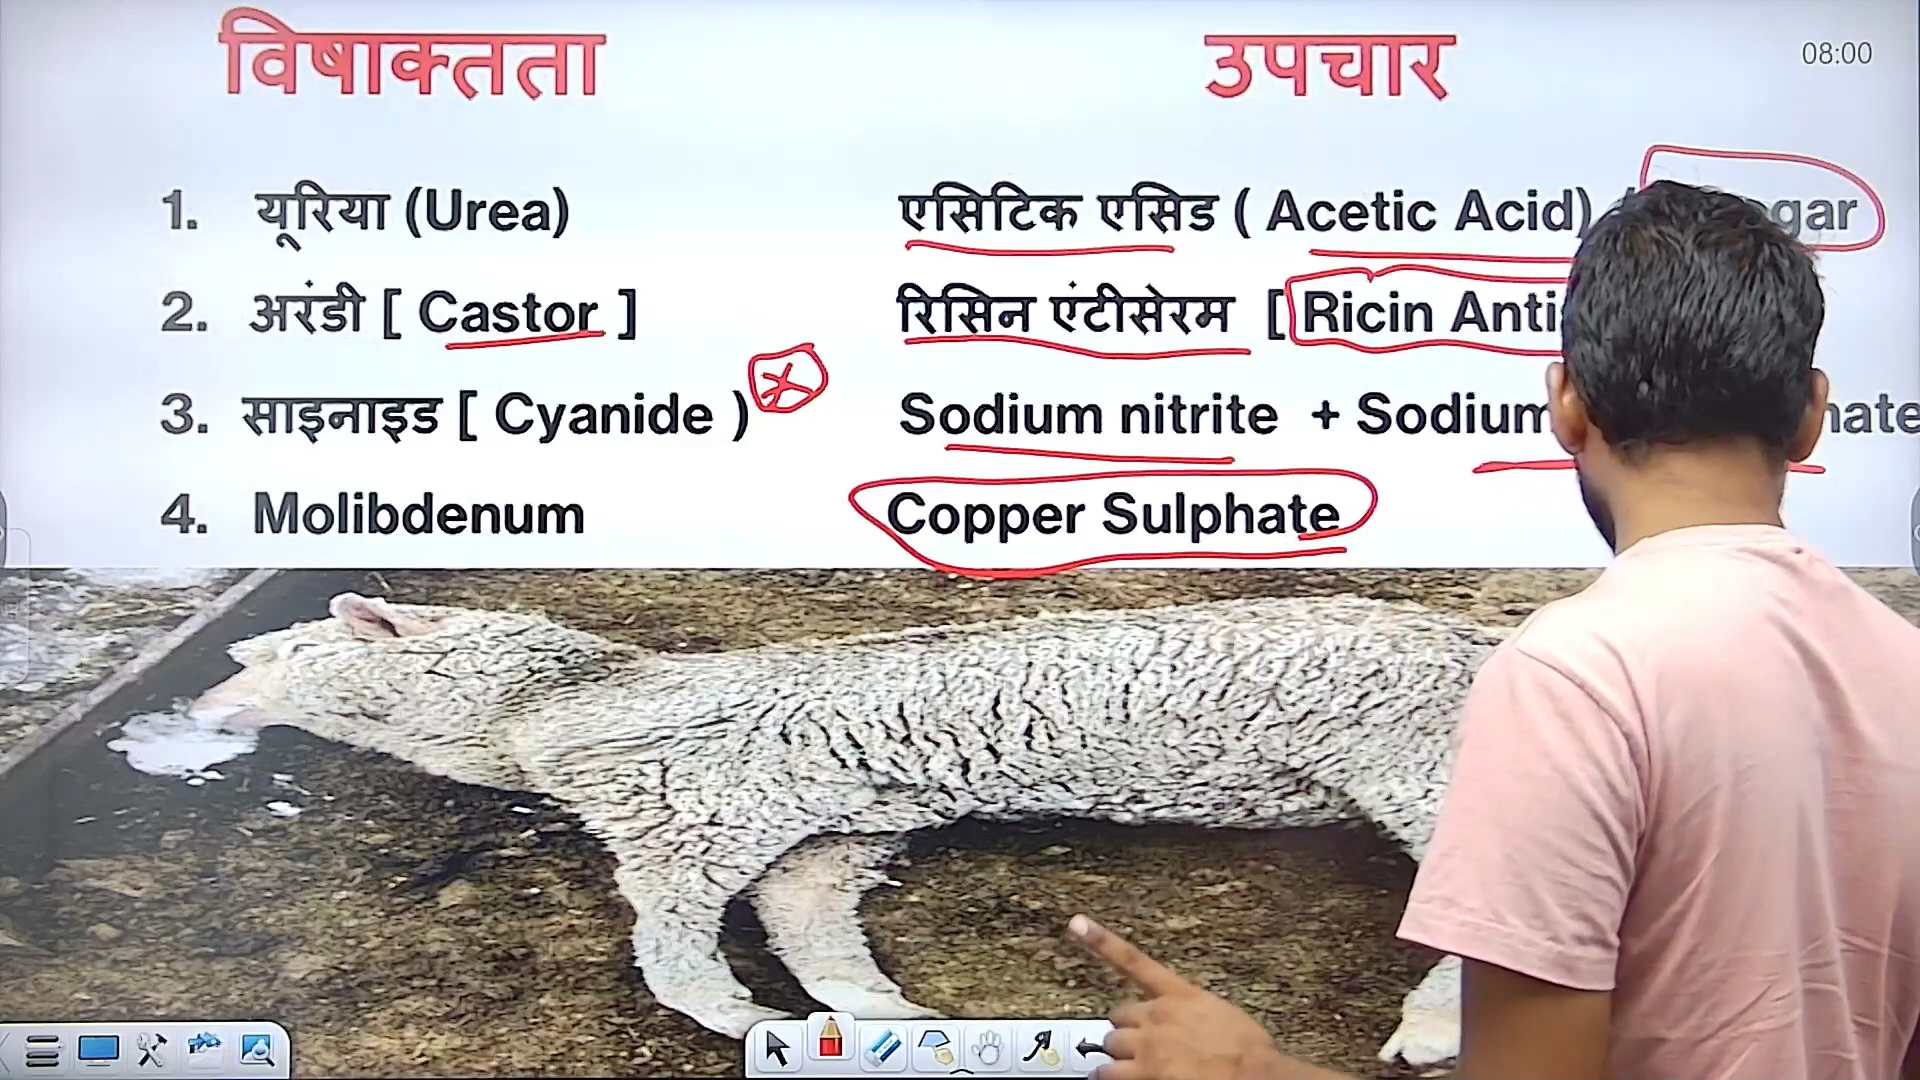 विषाक्तता उपचार 08:00
1. यूरिया (Urea) एसिटिक एसिड ( Acetic Acid)
2. अरंडी [ Castor ] रिसिन एंटीसेरम [ Ricin
3. साइनाइड [ Cyanide ) Sodium nitrite + Sodium
4. Molibdenum Copper Sulphate